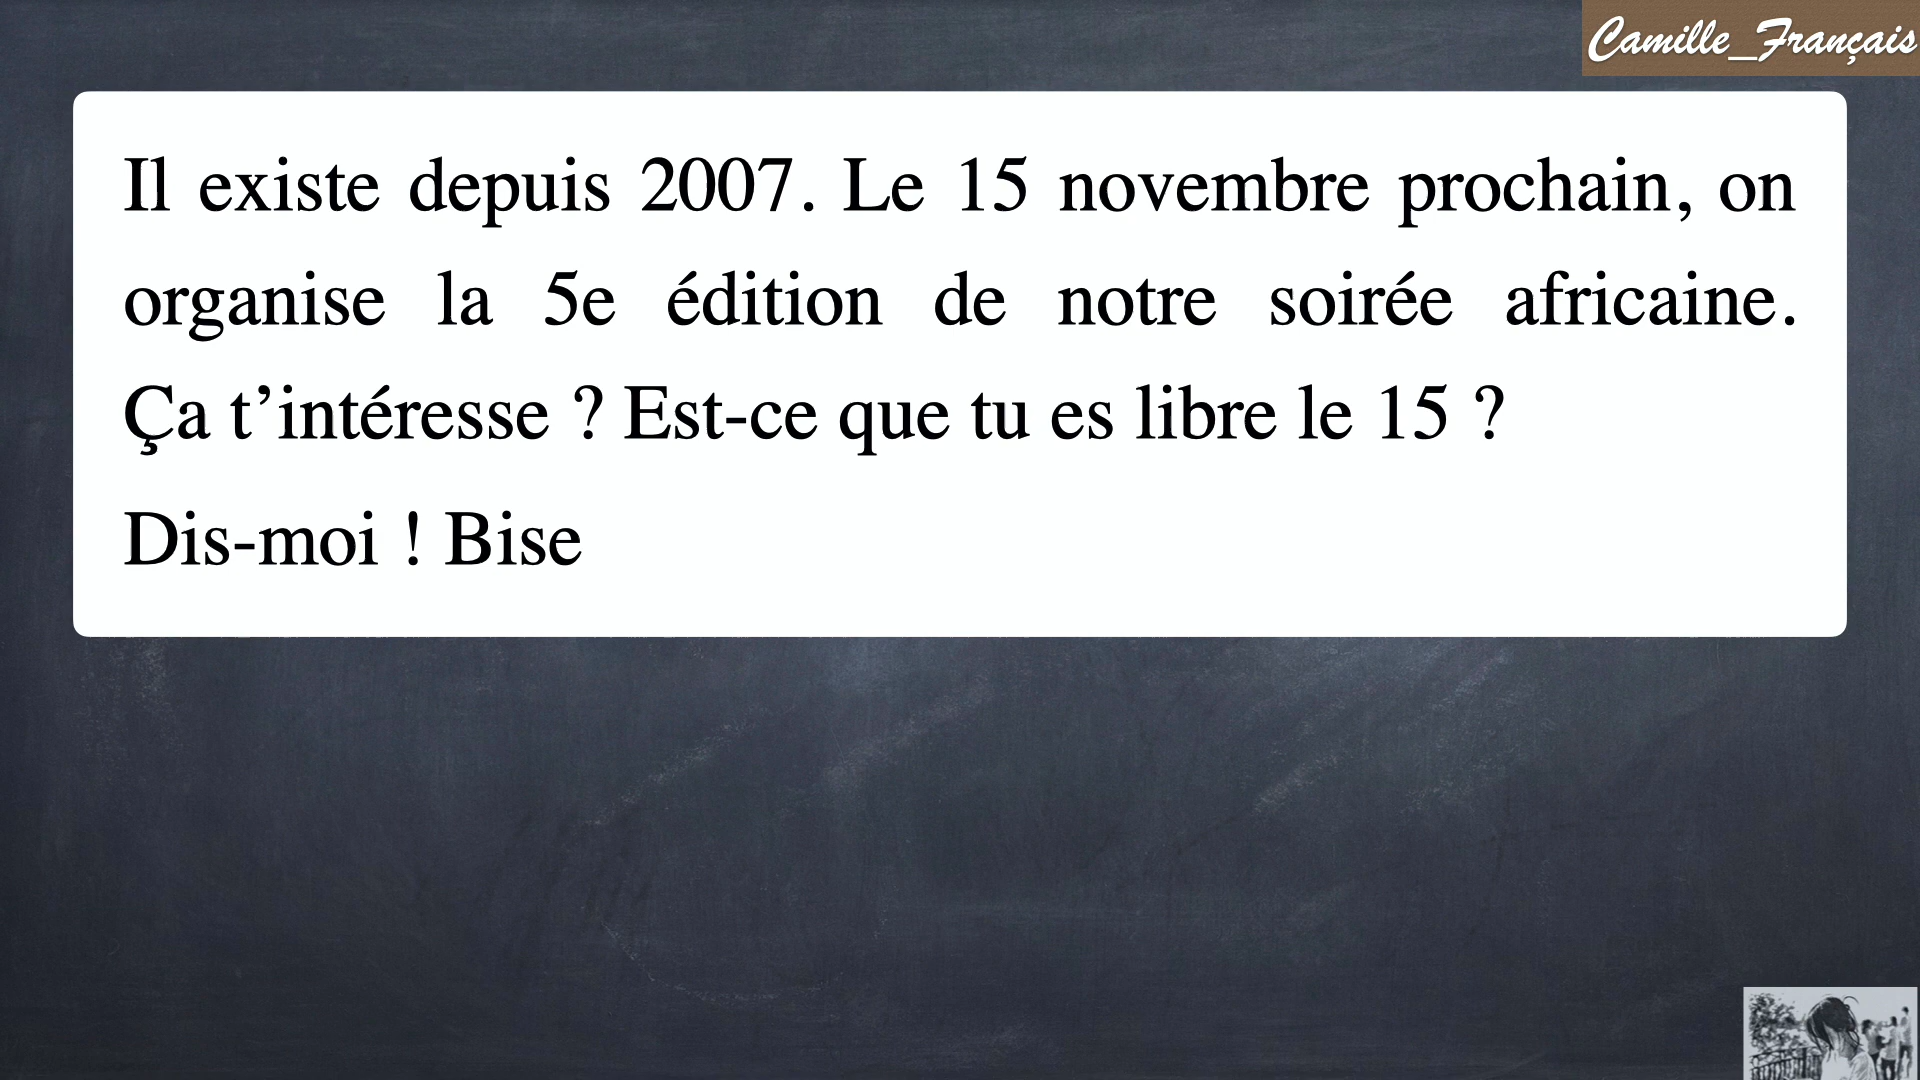 Camille_Français
Il existe depuis 2007. Le 15 novembre prochain, on
organise la 5e édition de notre soirée africaine.
Ça t’intéresse ? Est-ce que tu es libre le 15 ?
Dis-moi ! Bise